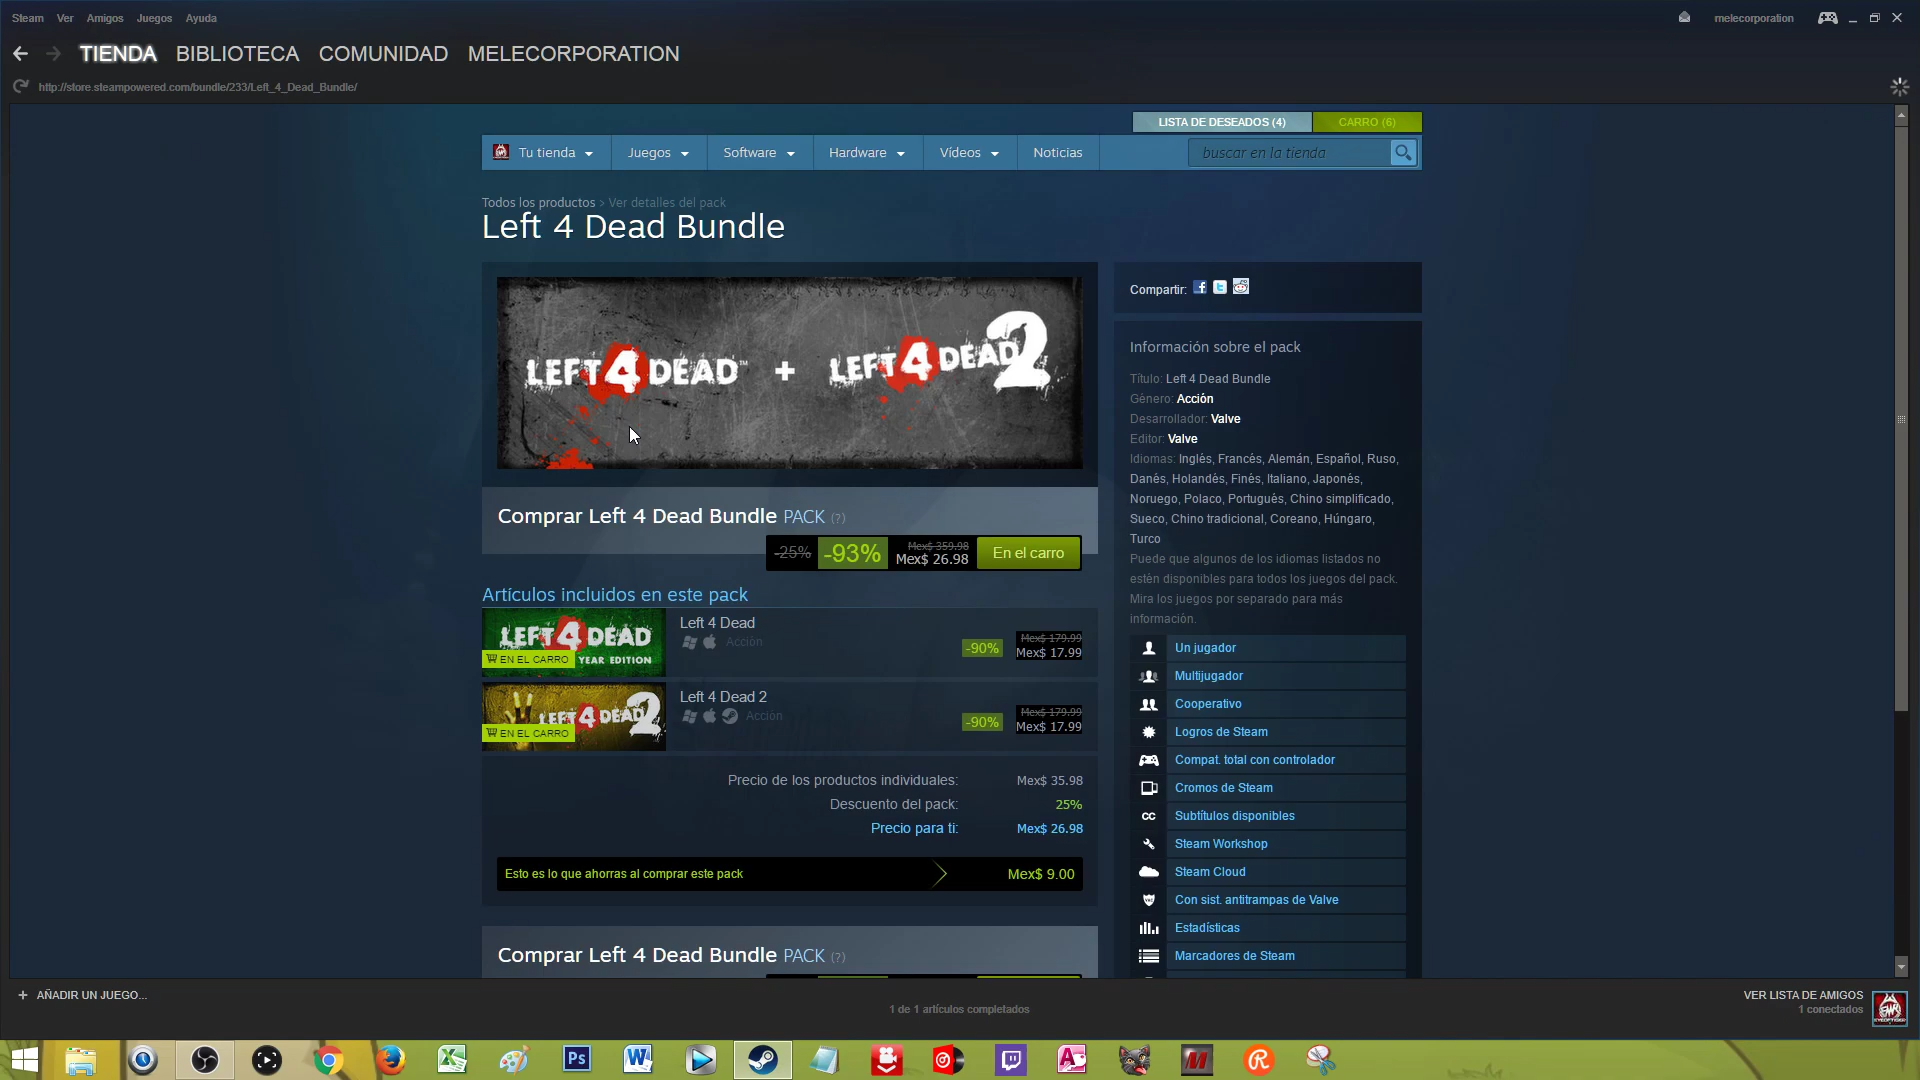 Steam Ver Amigos Juegos Ayuda
melecorporation
TIENDA BIBLIOTECA COMUNIDAD MELECORPORATION
http://store.steampowered.com/bundle/233/Left_4_Dead_Bundle/
LISTA DE DESEADOS (4) CARRO (6)
Tu tienda Juegos Software Hardware Vídeos Noticias
buscar en la tienda
Todos los productos > Ver detalles del pack
Left 4 Dead Bundle
LEFT 4 DEAD™ + LEFT 4 DEAD 2
Compartir:
Información sobre el pack
Título: Left 4 Dead Bundle
Género: Acción
Desarrollador: Valve
Editor: Valve
Idiomas: Inglés, Francés, Alemán, Español, Ruso,
Danés, Holandés, Finés, Italiano, Japonés,
Noruego, Polaco, Portugués, Chino simplificado,
Sueco, Chino tradicional, Coreano, Húngaro,
Turco
Puede que algunos de los idiomas listados no
estén disponibles para todos los juegos del pack.
Mira los juegos por separado para más
información.
Comprar Left 4 Dead Bundle PACK (?)
-25% -93% Mex$ 359.98
Mex$ 26.98
En el carro
Artículos incluidos en este pack
LEFT 4 DEAD
YEAR EDITION
EN EL CARRO
Left 4 Dead
Acción
-90%
Mex$ 179.99
Mex$ 17.99
LEFT 4 DEAD 2
EN EL CARRO
Left 4 Dead 2
Acción
-90%
Mex$ 179.99
Mex$ 17.99
Precio de los productos individuales: Mex$ 35.98
Descuento del pack: 25%
Precio para ti: Mex$ 26.98
Esto es lo que ahorras al comprar este pack Mex$ 9.00
Comprar Left 4 Dead Bundle PACK (?)
Un jugador
Multijugador
Cooperativo
Logros de Steam
Compat. total con controlador
Cromos de Steam
CC Subtítulos disponibles
Steam Workshop
Steam Cloud
Con sist. antitrampas de Valve
Estadísticas
Marcadores de Steam
+ AÑADIR UN JUEGO...
1 de 1 artículos completados
VER LISTA DE AMIGOS
1 conectados
Ps